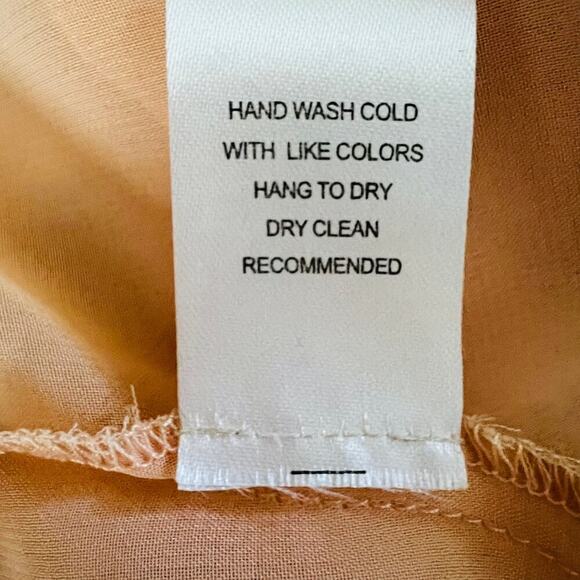 HAND WASH COLD
WITH LIKE COLORS
HANG TO DRY
DRY CLEAN
RECOMMENDED